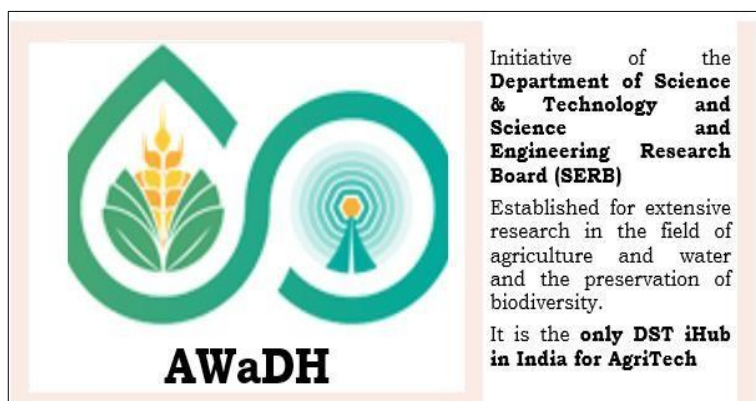 AWaDH
Initiative of the
Department of Science
& Technology and
Science and
Engineering Research
Board (SERB)
Established for extensive
research in the field of
agriculture and water
and the preservation of
biodiversity.
It is the only DST iHub
in India for AgriTech